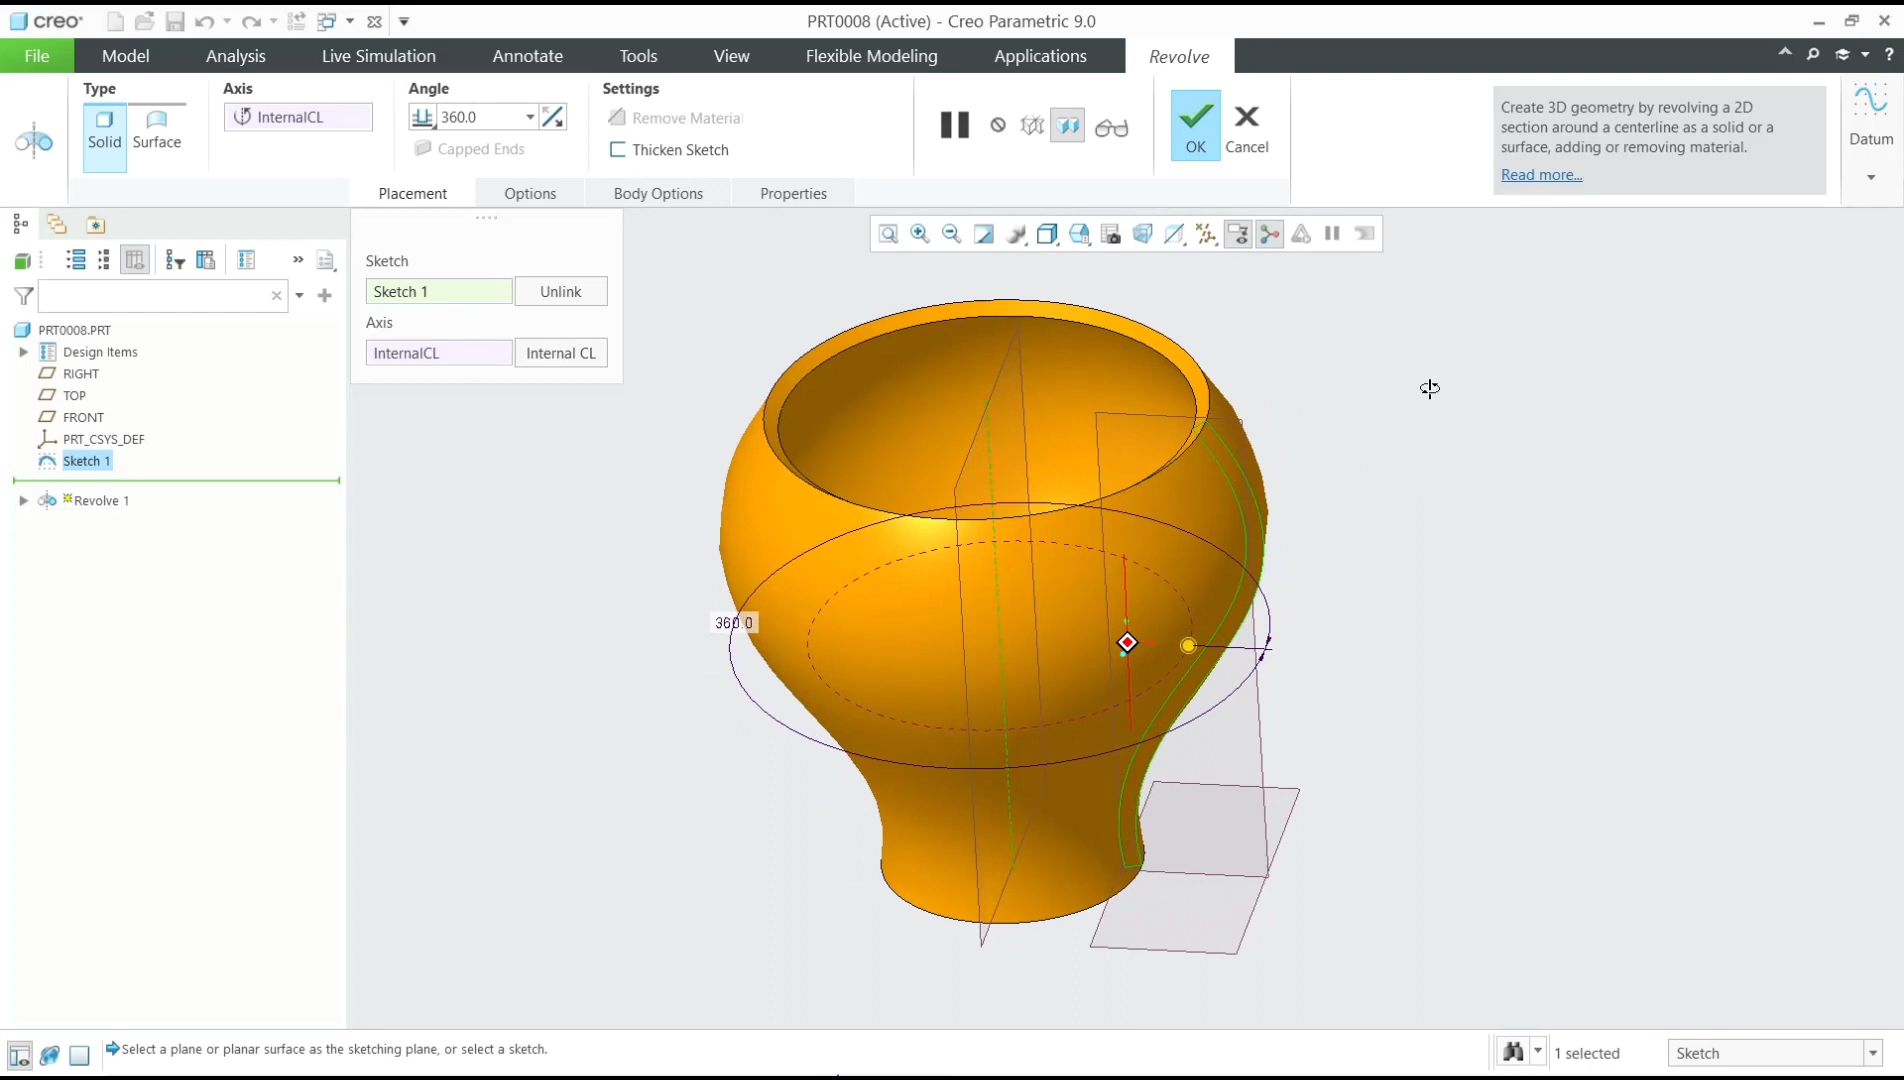 creo
PRT0008 (Active) - Creo Parametric 9.0
File
Model
Analysis
Live Simulation
Annotate
Tools
View
Flexible Modeling
Applications
Revolve
?
Type
Solid
Surface
Axis
InternalCL
Angle
360.0
Capped Ends
Settings
Remove Material
Thicken Sketch
OK
Cancel
Create 3D geometry by revolving a 2D
section around a centerline as a solid or a
surface, adding or removing material.
Read more...
Datum
Placement
Options
Body Options
Properties
Sketch
Sketch 1
Unlink
Axis
InternalCL
Internal CL
PRT0008.PRT
Design Items
RIGHT
TOP
FRONT
PRT_CSYS_DEF
Sketch 1
Revolve 1
360.0
Select a plane or planar surface as the sketching plane, or select a sketch.
1 selected
Sketch